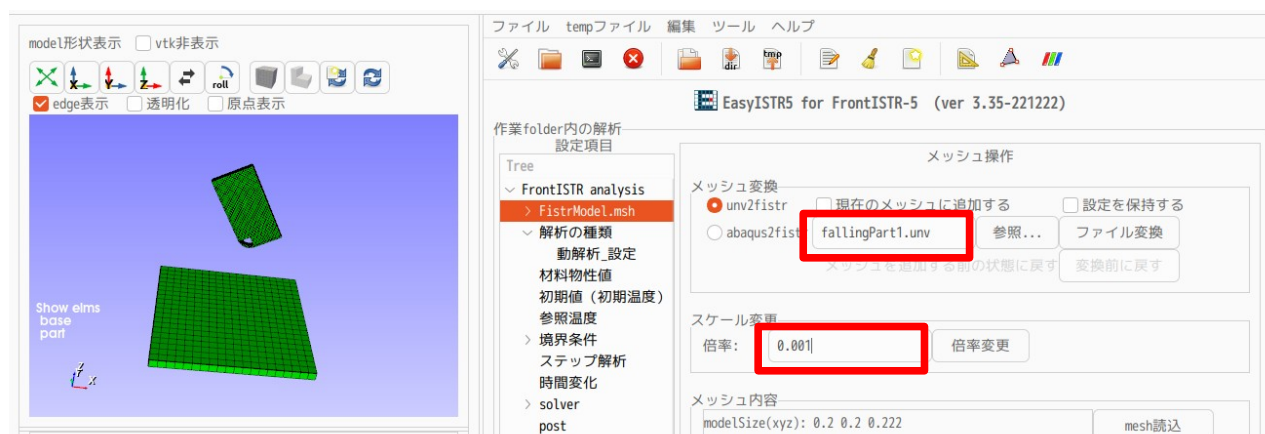 model形状表示 vtk非表示
roll
edge表示 透明化 原点表示
Show elms
base
part
Z
X
ファイル tempファイル 編集 ツール ヘルプ
dir tmp
EasyISTR5 for FrontISTR-5 (ver 3.35-221222)
作業folder内の解析
設定項目
Tree
FrontISTR analysis
FistrModel.msh
解析の種類
動解析_設定
材料物性値
初期値(初期温度)
参照温度
境界条件
ステップ解析
時間変化
solver
post
メッシュ操作
メッシュ変換
unv2fistr 現在のメッシュに追加する 設定を保持する
abaqus2fist fallingPart1.unv 参照... ファイル変換
メッシュを追加する前の状態に戻す 変換前に戻す
スケール変更
倍率: 0.001 倍率変更
メッシュ内容
modelSize(xyz): 0.2 0.2 0.222 mesh読込